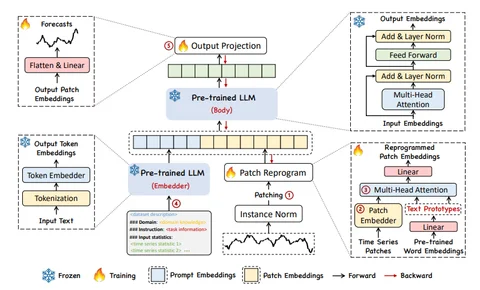 Forecasts
Flatten & Linear
Output Patch
Embeddings
⑤ Output Projection
Pre-trained LLM
(Body)
Output Embeddings
Add & Layer Norm
Feed Forward
Add & Layer Norm
Multi-Head
Attention
Input Embeddings
Output Token
Embeddings
Token Embedder
Tokenization
Input Text
Pre-trained LLM
(Embedder)
④
<dataset description>
### Domain: <domain knowledge>
### Instruction: <task information>
### Input statistics:
<time series statistic 1>
<time series statistic 2> ...
Patch Reprogram
Patching ①
Instance Norm
Reprogrammed
Patch Embeddings
Linear
③ Multi-Head Attention
② Patch
Embedder
Text Prototypes
Linear
Time Series
Patches
Pre-trained
Word Embeddings
Frozen
Training
Prompt Embeddings
Patch Embeddings
Forward
Backward